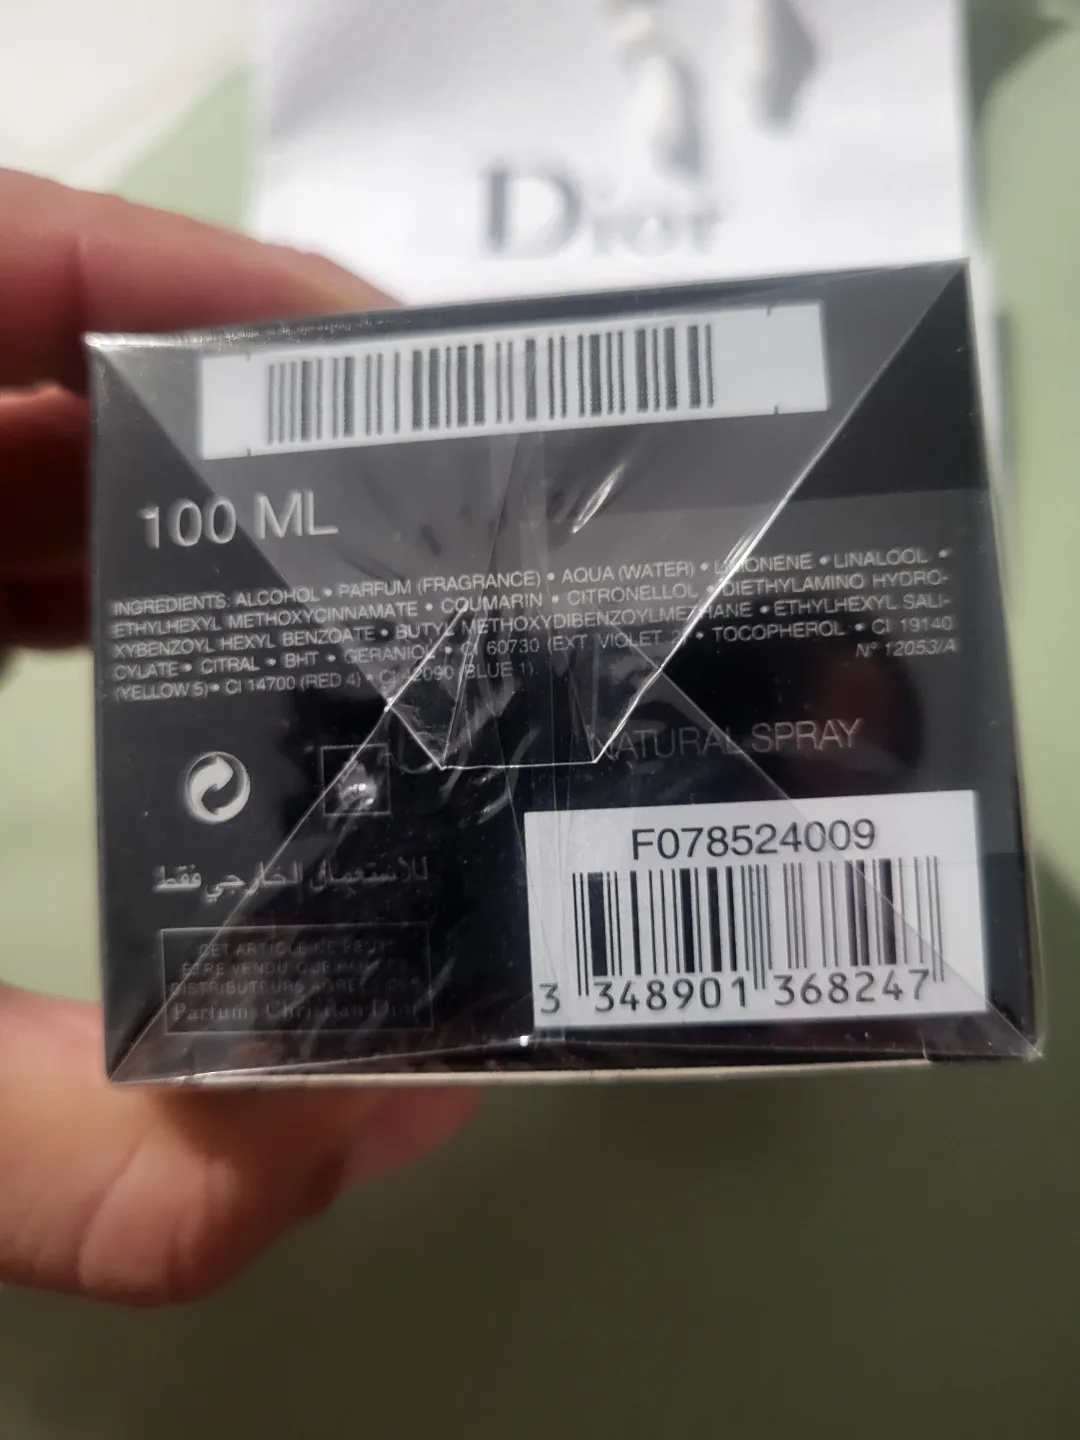 Dior
100 ML
INGREDIENTS: ALCOHOL • PARFUM (FRAGRANCE) • AQUA (WATER) • LIMONENE • LINALOOL •
ETHYLHEXYL METHOXYCINNAMATE • COUMARIN • CITRONELLOL • DIETHYLAMINO HYDRO-
XYBENZOYL HEXYL BENZOATE • BUTYL METHOXYDIBENZOYLMETHANE • ETHYLHEXYL SALI-
CYLATE • CITRAL • BHT • GERANIOL • CI 60730 (EXT. VIOLET 2) • TOCOPHEROL • CI 19140
(YELLOW 5) • CI 14700 (RED 4) • CI 42090 (BLUE 1).
N° 12053/A
NATURAL SPRAY
للاستعمال الخارجي فقط
CET ARTICLE NE PEUT
ÊTRE VENDU QUE PAR LES
DISTRIBUTEURS AGRÉÉS DES
Parfums Christian Dior
F078524009
3 348901 368247